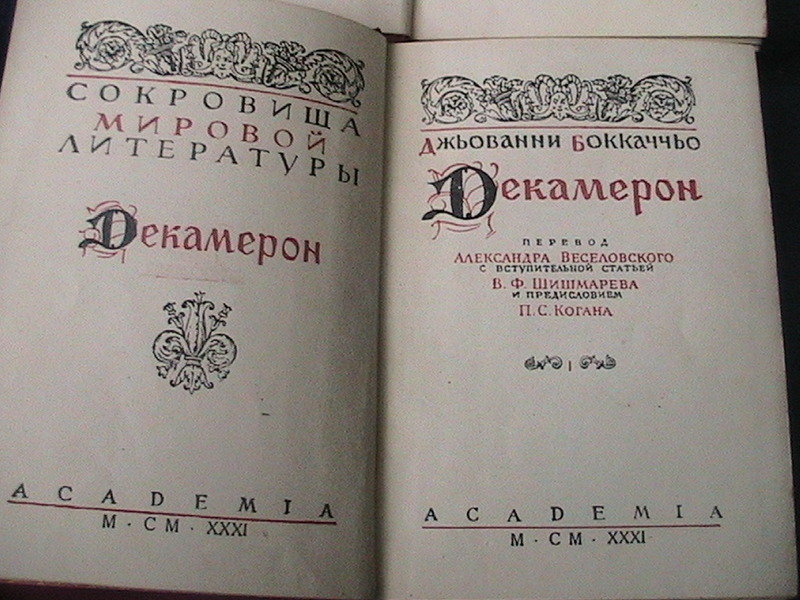 СОКРОВИЩА
МИРОВОЙ
ЛИТЕРАТУРЫ
Декамерон
ACADEMIA
M · CM · XXXI
Джьованни Боккаччьо
Декамерон
ПЕРЕВОД
АЛЕКСАНДРА ВЕСЕЛОВСКОГО
С ВСТУПИТЕЛЬНОЙ СТАТЬЕЙ
В. Ф. ШИШМАРЕВА
И ПРЕДИСЛОВИЕМ
П. С. КОГАНА
I
ACADEMIA
M · CM · XXXI